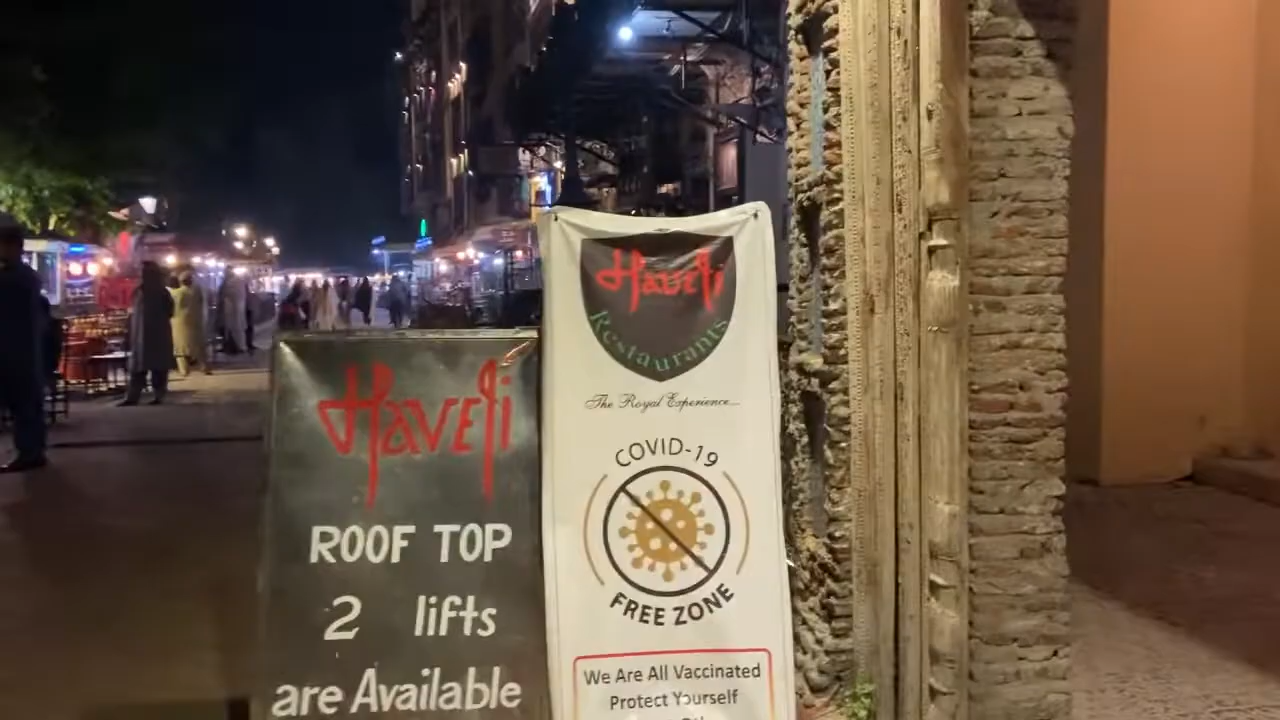 Haveli
ROOF TOP
2 lifts
are Available
Haveli
Restaurants
The Royal Experience...
COVID-19
FREE ZONE
We Are All Vaccinated
Protect Yourself